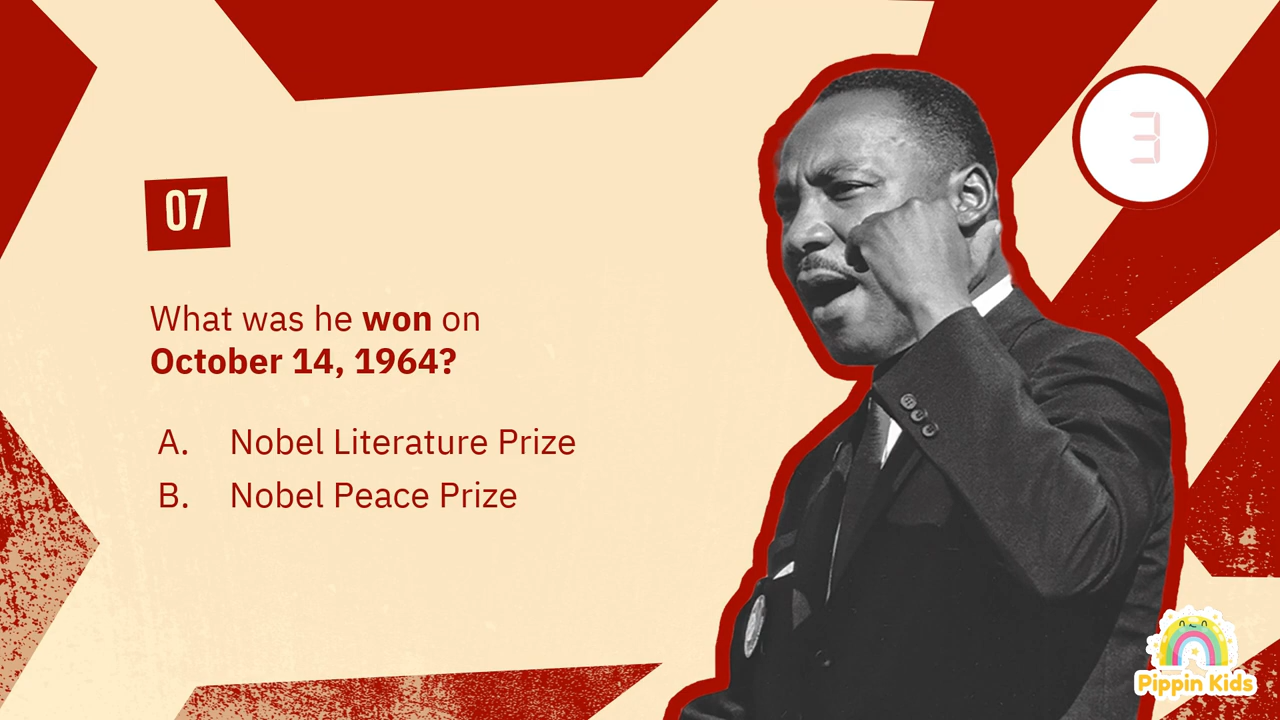 3
07
What was he won on
October 14, 1964?
A. Nobel Literature Prize
B. Nobel Peace Prize
Pippin Kids